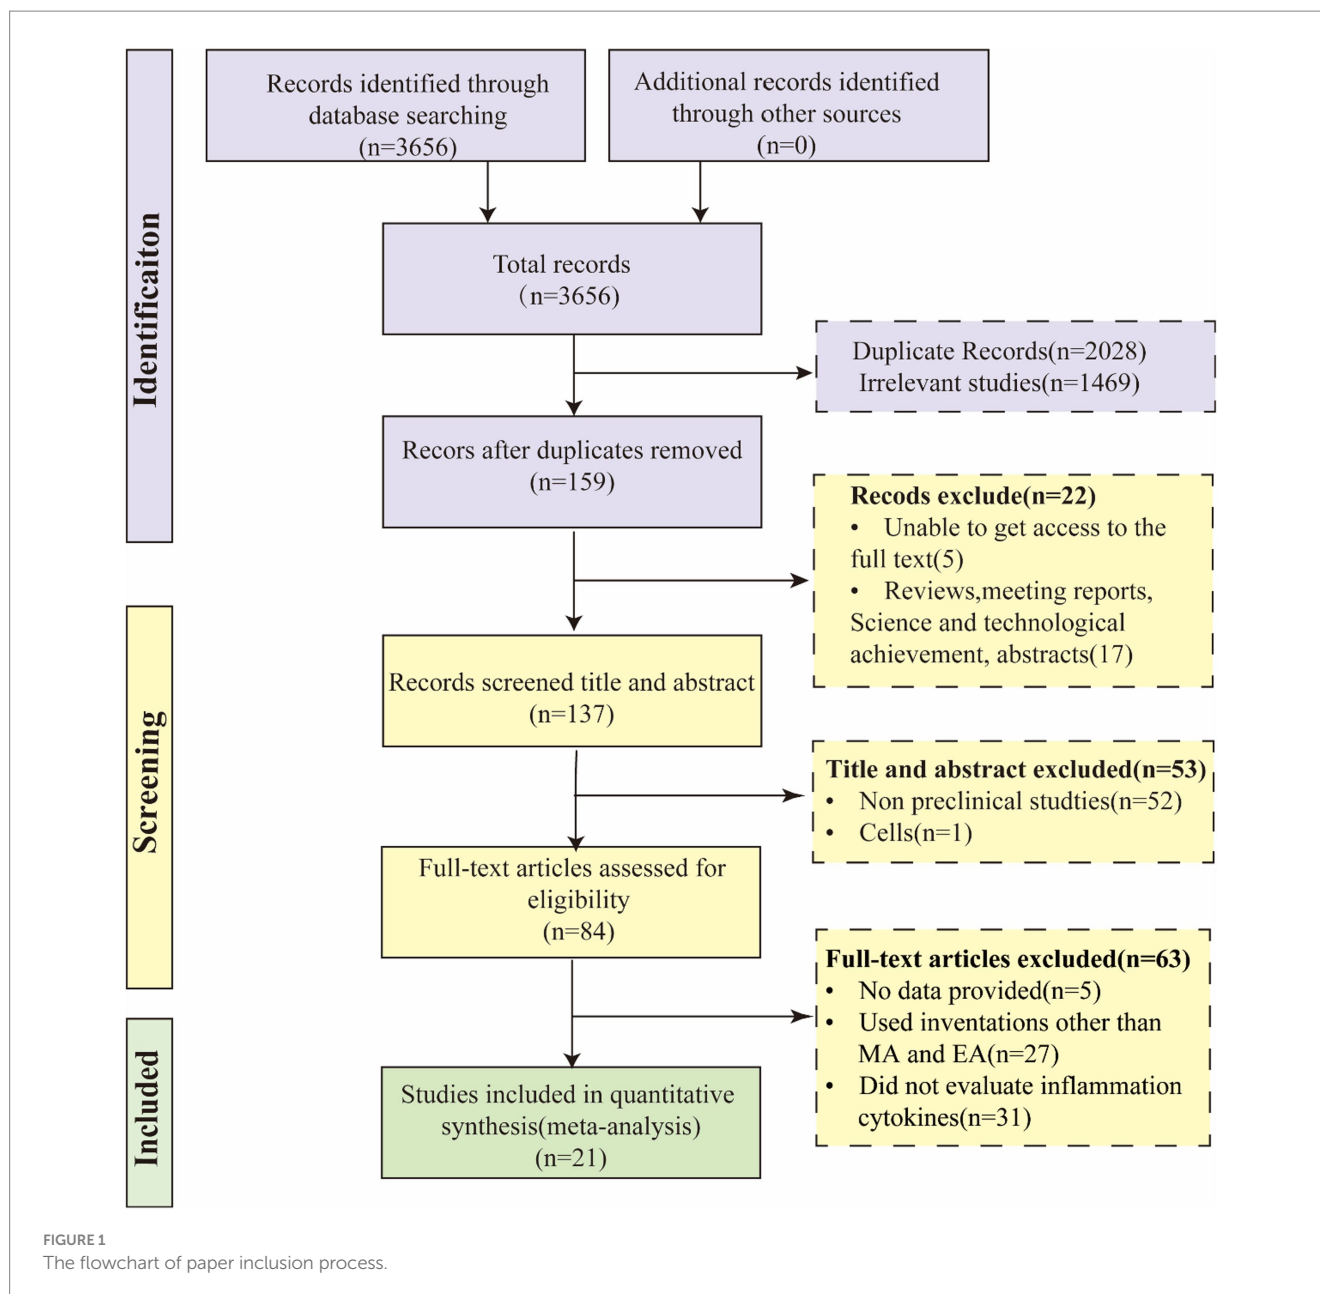 Identificaiton
Records identified through
database searching
(n=3656)
Additional records identified
through other sources
(n=0)
Total records
(n=3656)
Duplicate Records(n=2028)
Irrelevant studies(n=1469)
Recors after duplicates removed
(n=159)
Recods exclude(n=22)
• Unable to get access to the
full text(5)
• Reviews,meeting reports,
Science and technological
achievement, abstracts(17)
Screening
Records screened title and abstract
(n=137)
Title and abstract excluded(n=53)
• Non preclinical studties(n=52)
• Cells(n=1)
Full-text articles assessed for
eligibility
(n=84)
Full-text articles excluded(n=63)
• No data provided(n=5)
• Used inventations other than
MA and EA(n=27)
• Did not evaluate inflammation
cytokines(n=31)
Included
Studies included in quantitative
synthesis(meta-analysis)
(n=21)
FIGURE 1
The flowchart of paper inclusion process.